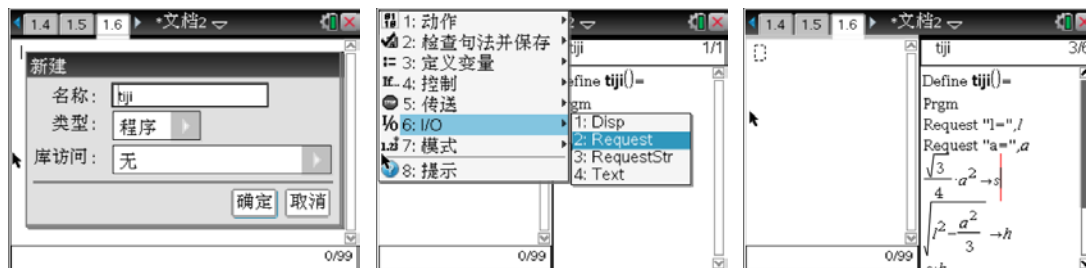 1.4 1.5 1.6 *文档2
新建
名称: tiji
类型: 程序
库访问: 无
确定 取消
0/99
1: 动作
2: 检查句法并保存
3: 定义变量
4: 控制
5: 传送
6: I/O
7: 模式
8: 提示
1: Disp
2: Request
3: RequestStr
4: Text
tiji 1/1
efine tiji()=
rgm
0/99
1.4 1.5 1.6 *文档2
tiji 3/6
Define tiji()=
Prgm
Request "l=",l
Request "a=",a
√3/4·a²→s
√(l²-a²/3) →h
0/99